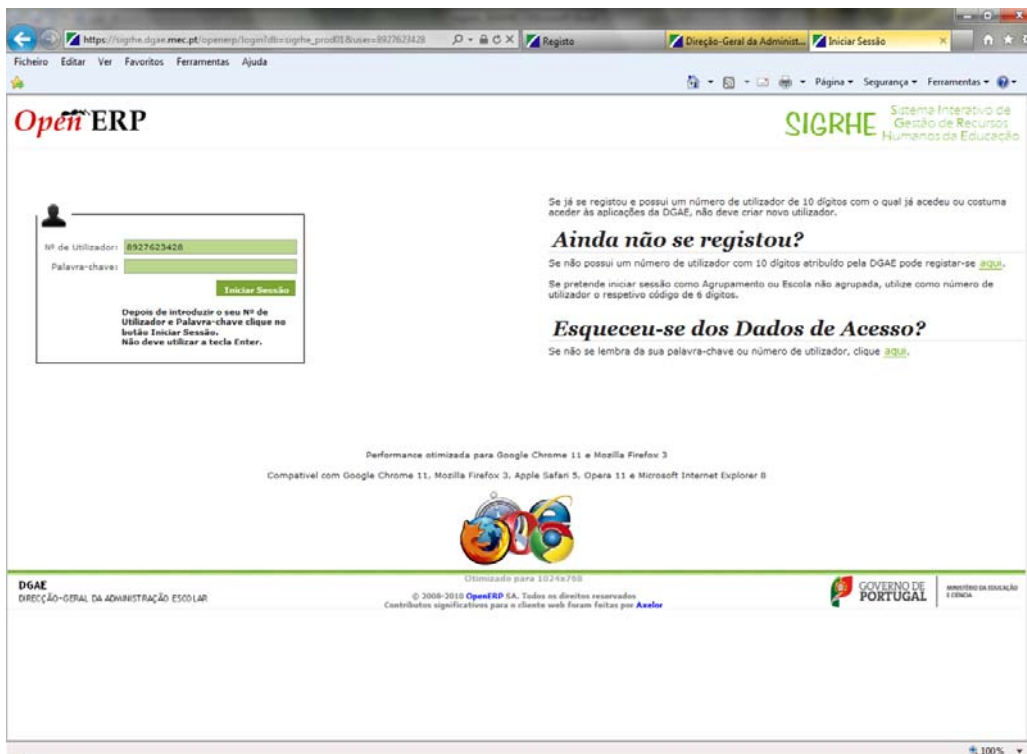 https://sigrhe.dgae.mec.pt/openerp/login?db=sigrhe_prod01&user=8927623428
Registo
Direção-Geral da Administ...
Iniciar Sessão
Ficheiro Editar Ver Favoritos Ferramentas Ajuda
Página Segurança Ferramentas
Open ERP
SIGRHE
Sistema Interativo de
Gestão de Recursos
Humanos da Educação
Nº de Utilizador: 8927623428
Palavra-chave:
Iniciar Sessão
Depois de introduzir o seu Nº de
Utilizador e Palavra-chave clique no
botão Iniciar Sessão.
Não deve utilizar a tecla Enter.
Se já se registou e possui um número de utilizador de 10 dígitos com o qual já acedeu ou costuma
aceder às aplicações da DGAE, não deve criar novo utilizador.
Ainda não se registou?
Se não possui um número de utilizador com 10 dígitos atribuído pela DGAE pode registar-se aqui.
Se pretende iniciar sessão como Agrupamento ou Escola não agrupada, utilize como número de
utilizador o respetivo código de 6 dígitos.
Esqueceu-se dos Dados de Acesso?
Se não se lembra da sua palavra-chave ou número de utilizador, clique aqui.
Performance otimizada para Google Chrome 11 e Mozilla Firefox 3
Compativel com Google Chrome 11, Mozilla Firefox 3, Apple Safari 5, Opera 11 e Microsoft Internet Explorer 8
Otimizado para 1024x768
DGAE
DIRECÇÃO-GERAL DA ADMINISTRAÇÃO ESCOLAR
© 2008-2010 OpenERP SA. Todos os direitos reservados
Contributos significativos para o cliente web foram feitas por Axelor
GOVERNO DE
PORTUGAL
MINISTÉRIO DA EDUCAÇÃO
E CIÊNCIA
100%